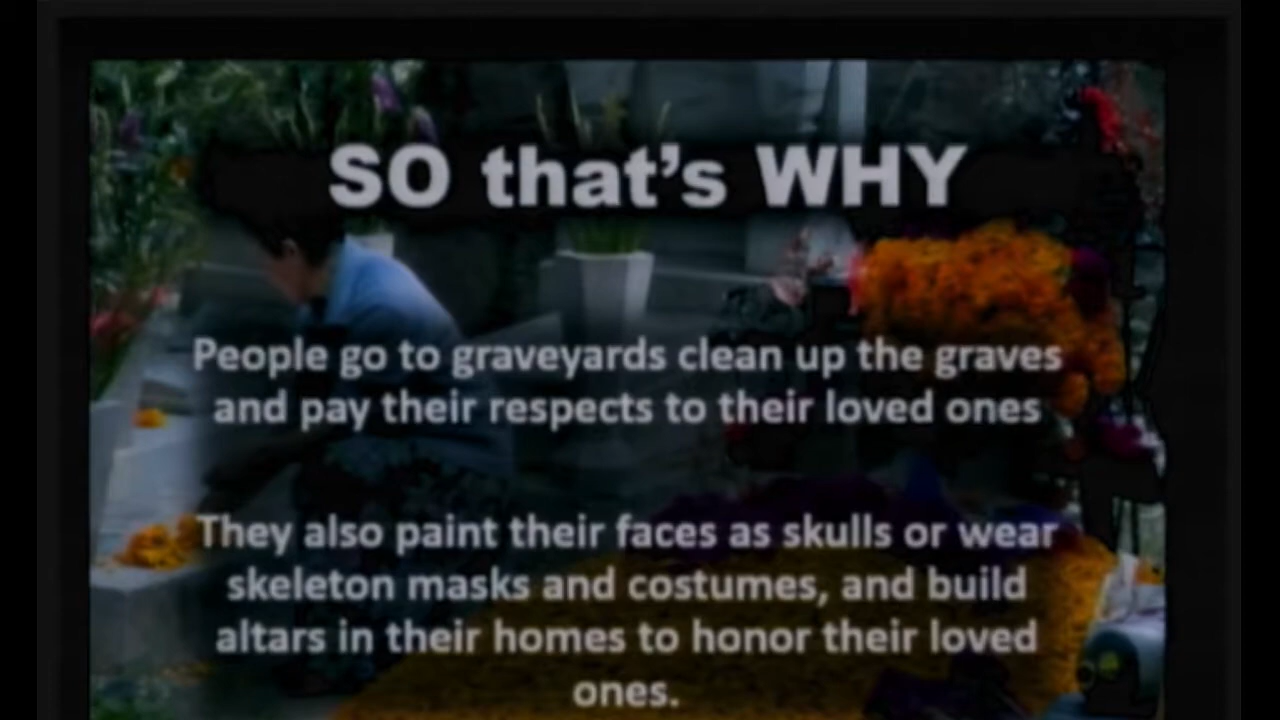 SO that’s WHY
People go to graveyards clean up the graves
and pay their respects to their loved ones
They also paint their faces as skulls or wear
skeleton masks and costumes, and build
altars in their homes to honor their loved
ones.